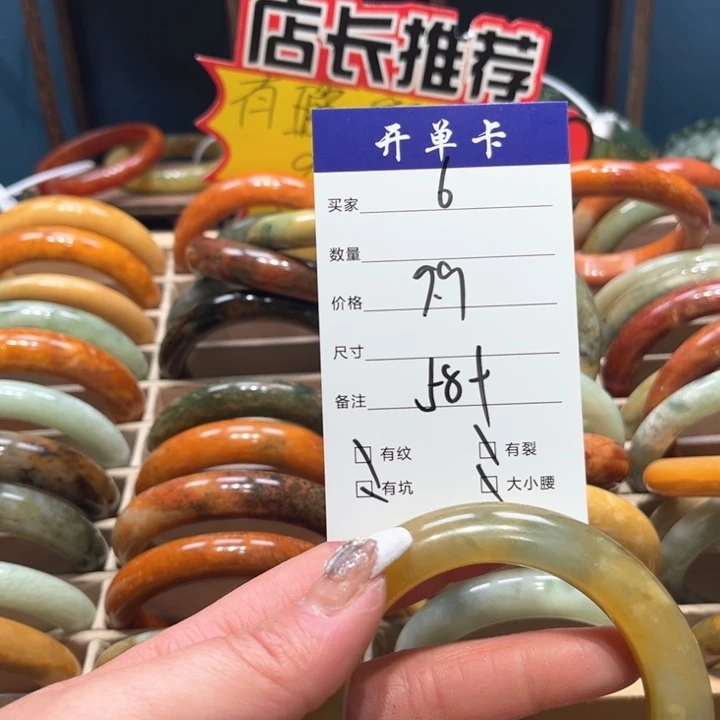 店长推荐
有
开单卡
买家 6
数量
价格 79
尺寸
备注 58+
有纹 有裂
有坑 大小腰